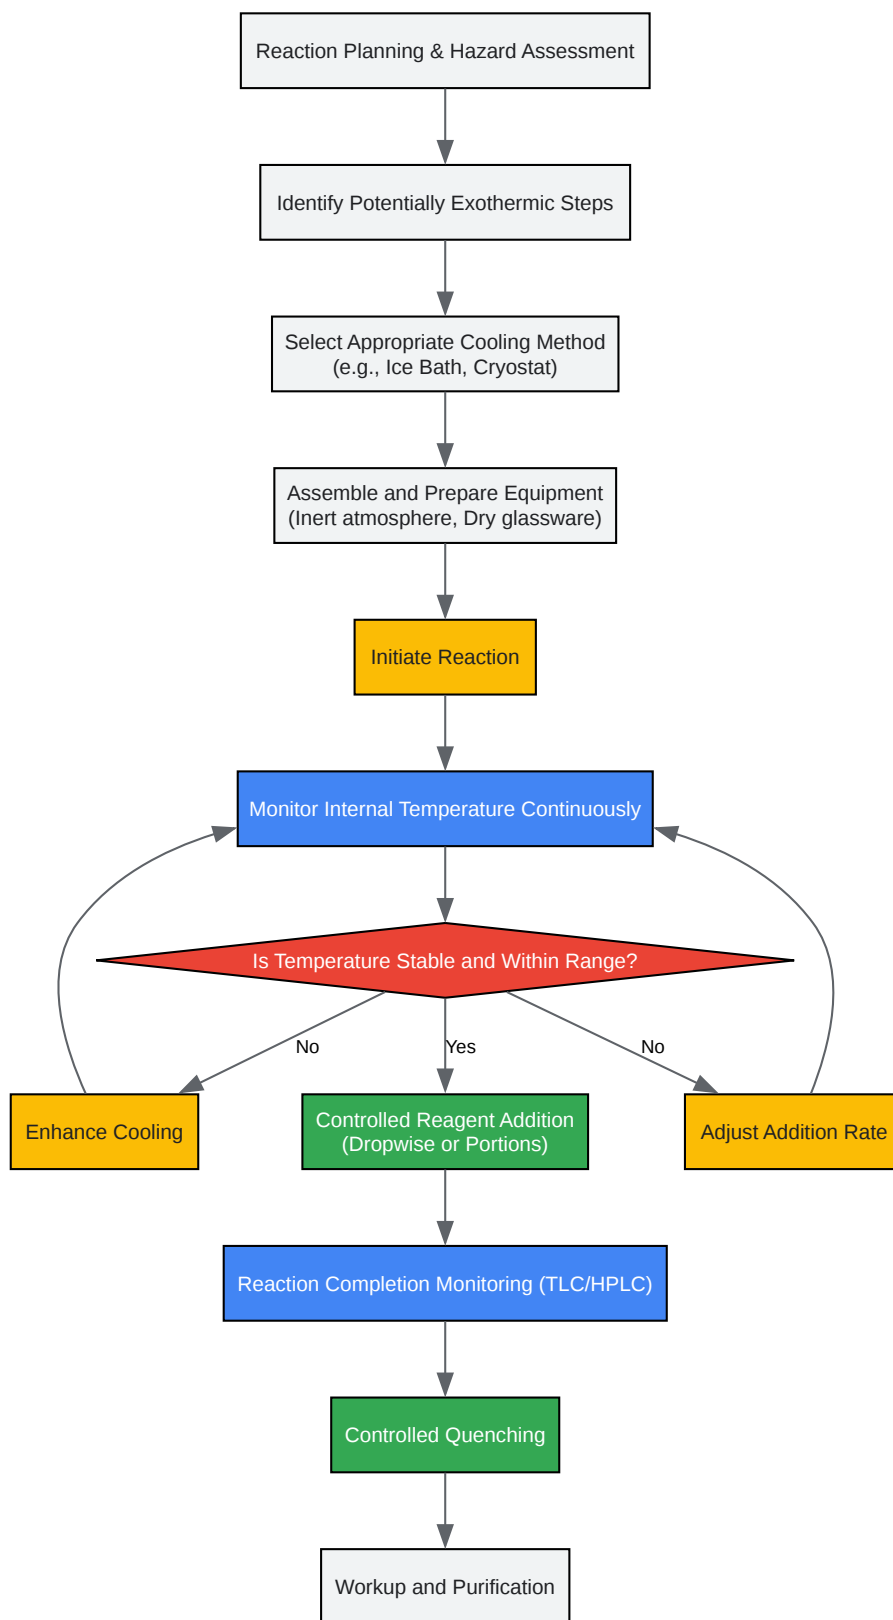 Reaction Planning & Hazard Assessment
Identify Potentially Exothermic Steps
Select Appropriate Cooling Method
(e.g., Ice Bath, Cryostat)
Assemble and Prepare Equipment
(Inert atmosphere, Dry glassware)
Initiate Reaction
Monitor Internal Temperature Continuously
Is Temperature Stable and Within Range?
No
Yes
No
Enhance Cooling
Controlled Reagent Addition
(Dropwise or Portions)
Adjust Addition Rate
Reaction Completion Monitoring (TLC/HPLC)
Controlled Quenching
Workup and Purification